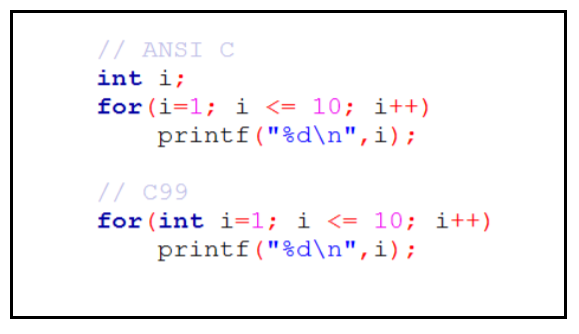 // ANSI C
int i;
for(i=1; i <= 10; i++)
    printf("%d\n",i);
// C99
for(int i=1; i <= 10; i++)
    printf("%d\n",i);